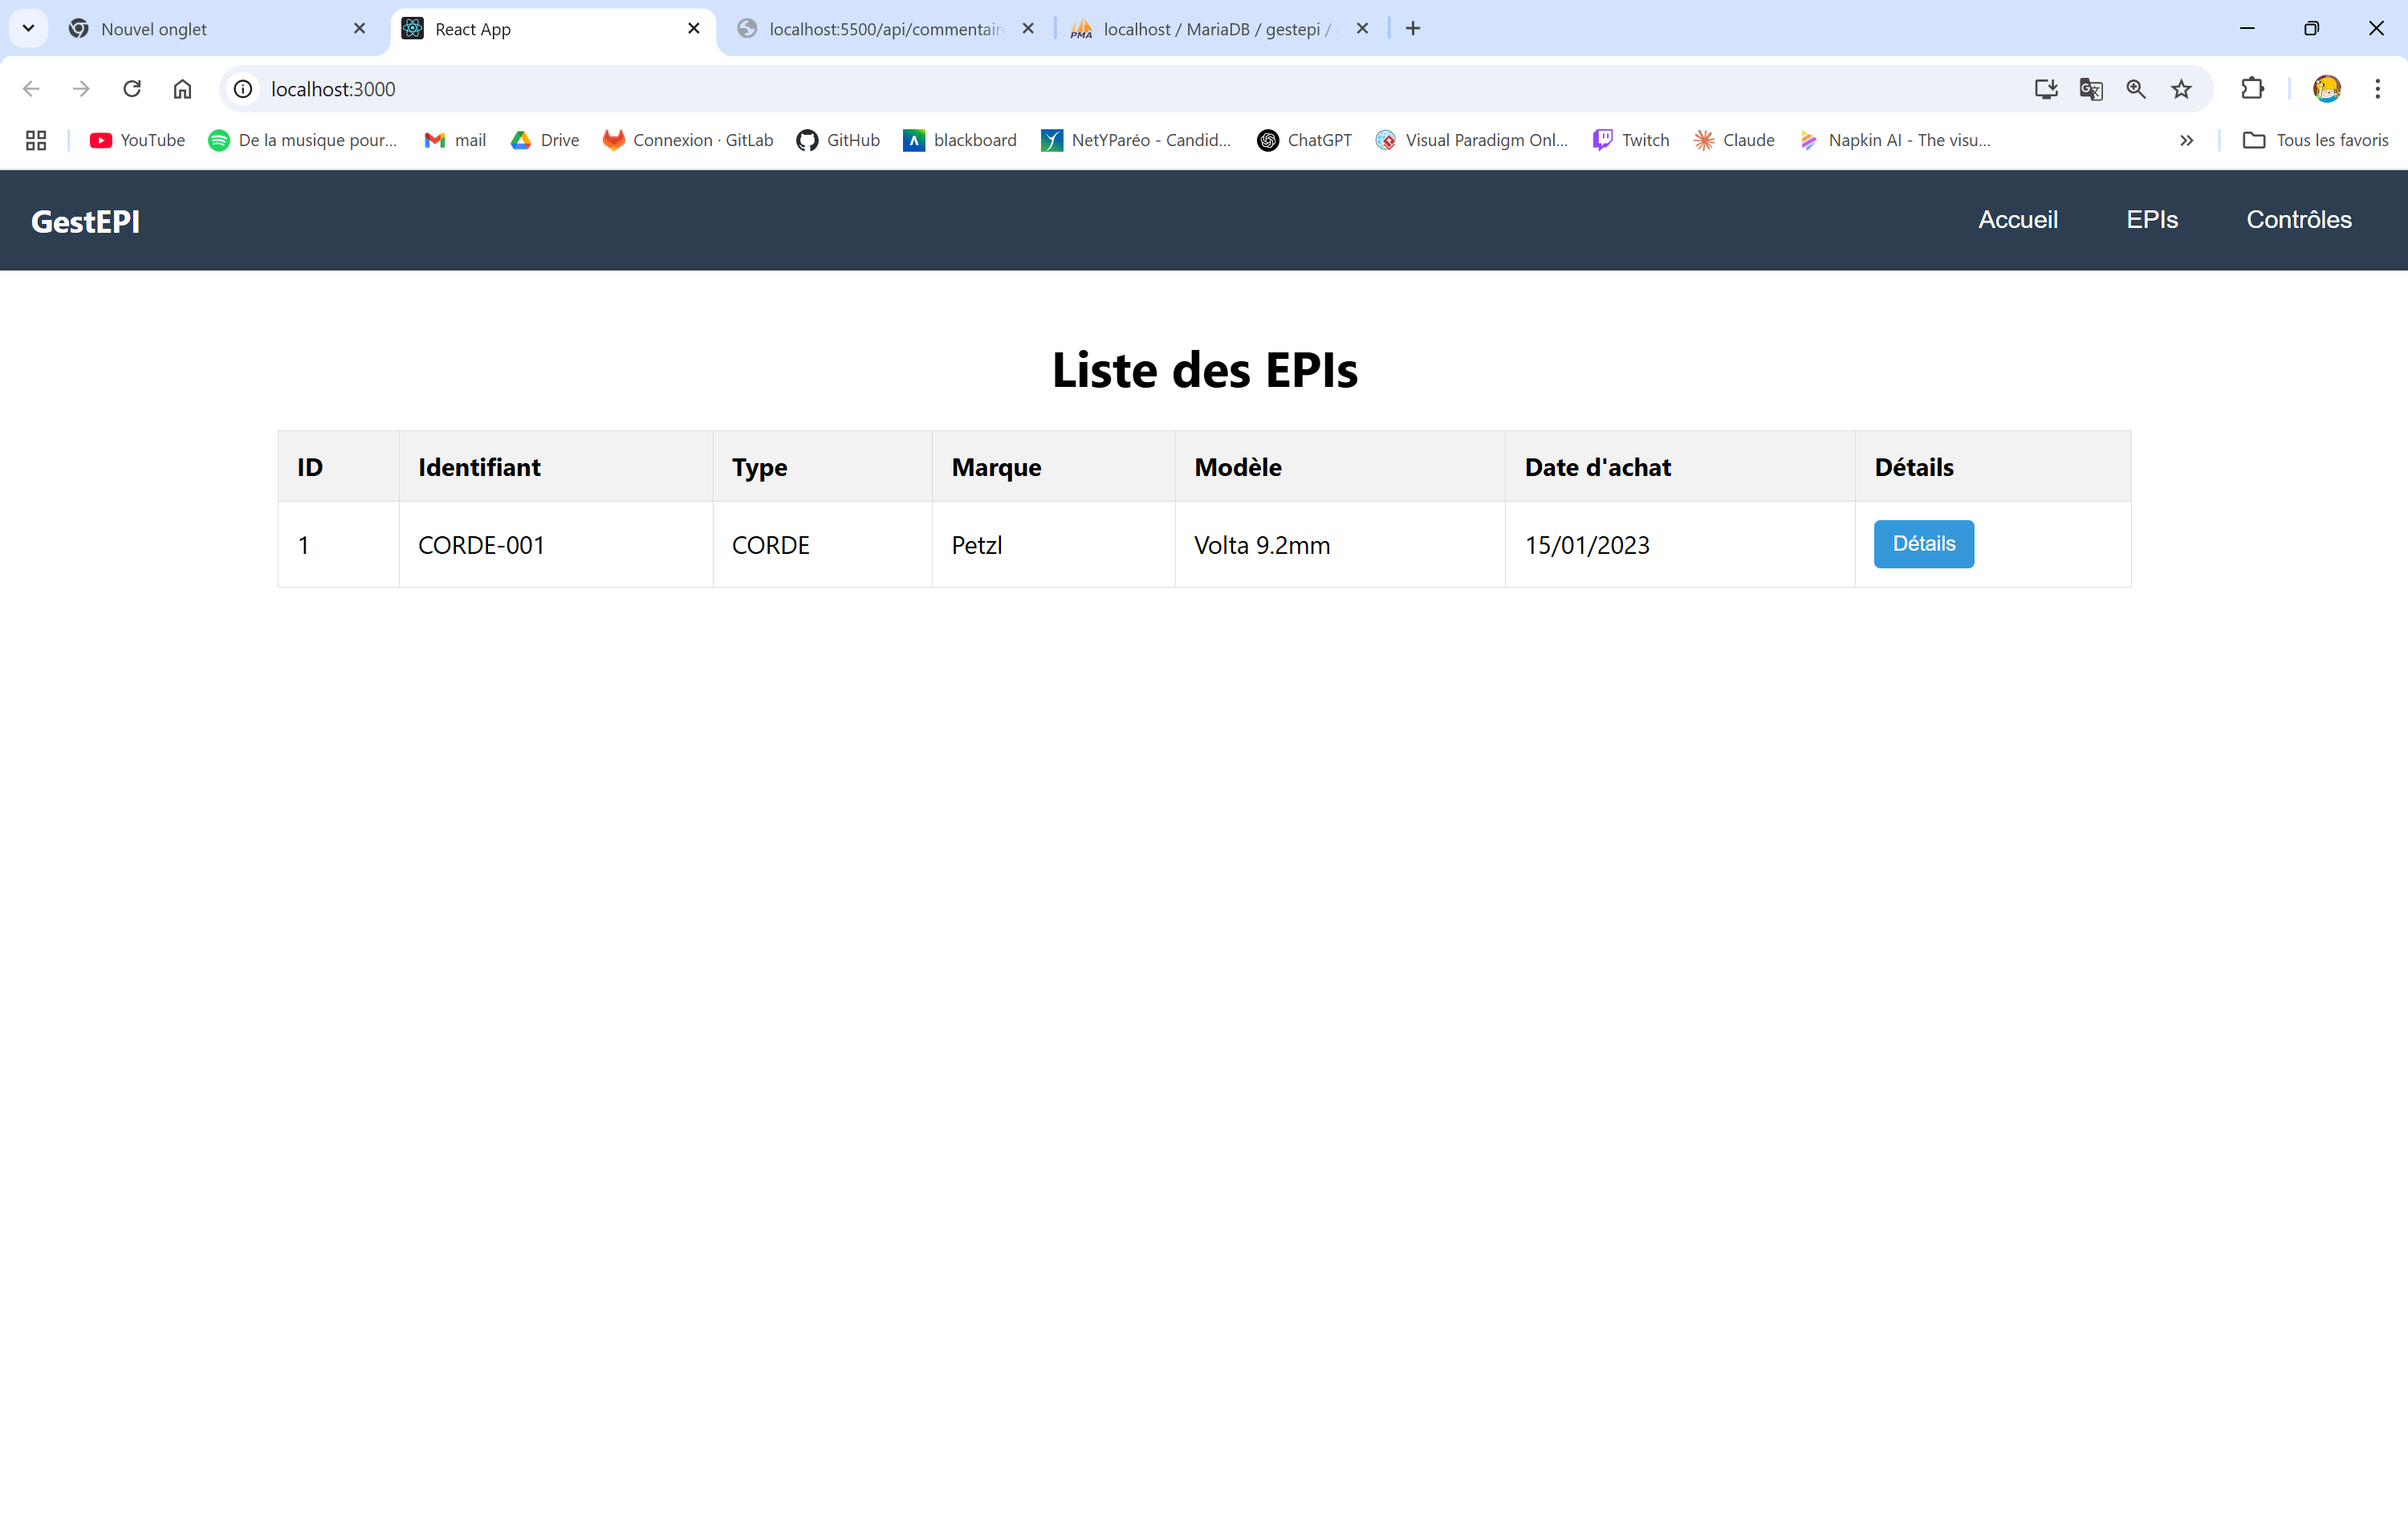 Nouvel onglet
React App
localhost:5500/api/commentair
localhost / MariaDB / gestepi /
localhost:3000
YouTube
De la musique pour...
mail
Drive
Connexion · GitLab
GitHub
blackboard
NetYParéo - Candid...
ChatGPT
Visual Paradigm Onl...
Twitch
Claude
Napkin AI - The visu...
Tous les favoris
GestEPI
Accueil
EPIs
Contrôles
Liste des EPIs
ID Identifiant Type Marque Modèle Date d'achat Détails
1 CORDE-001 CORDE Petzl Volta 9.2mm 15/01/2023 Détails